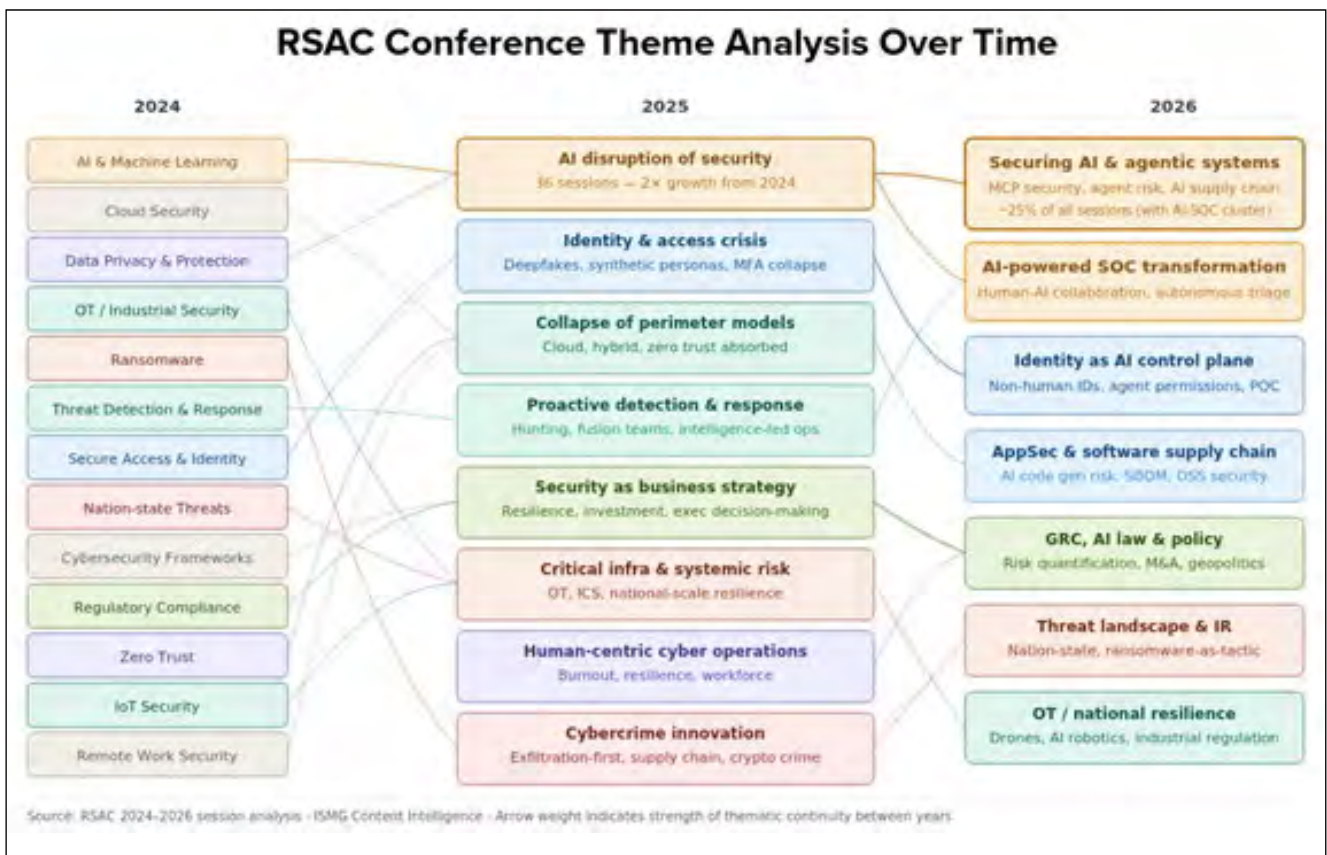 RSAC Conference Theme Analysis Over Time
2024
2025
2026
AI & Machine Learning
Cloud Security
Data Privacy & Protection
OT / Industrial Security
Ransomware
Threat Detection & Response
Secure Access & Identity
Nation-state Threats
Cybersecurity Frameworks
Regulatory Compliance
Zero Trust
IoT Security
Remote Work Security
AI disruption of security
36 sessions — 2× growth from 2024
Identity & access crisis
Deepfakes, synthetic personas, MFA collapse
Collapse of perimeter models
Cloud, hybrid, zero trust absorbed
Proactive detection & response
Hunting, fusion teams, intelligence-led ops
Security as business strategy
Resilience, investment, exec decision-making
Critical infra & systemic risk
OT, ICS, national-scale resilience
Human-centric cyber operations
Burnout, resilience, workforce
Cybercrime innovation
Exfiltration-first, supply chain, crypto crime
Securing AI & agentic systems
MCP security, agent risk, AI supply chain
~25% of all sessions (with AI-SOC cluster)
AI-powered SOC transformation
Human-AI collaboration, autonomous triage
Identity as AI control plane
Non-human IDs, agent permissions,
AppSec & software supply chain
AI code gen risk, SBOM, OSS security
GRC, AI law & policy
Risk quantification, M&A, geopolitics
Threat landscape & IR
Nation-state, ransomware-as-tactic
OT / national resilience
Drones, AI robotics, industrial regulation
Source: RSAC 2024–2026 session analysis · ISMG Content Intelligence · Arrow weight indicates strength of thematic continuity between years